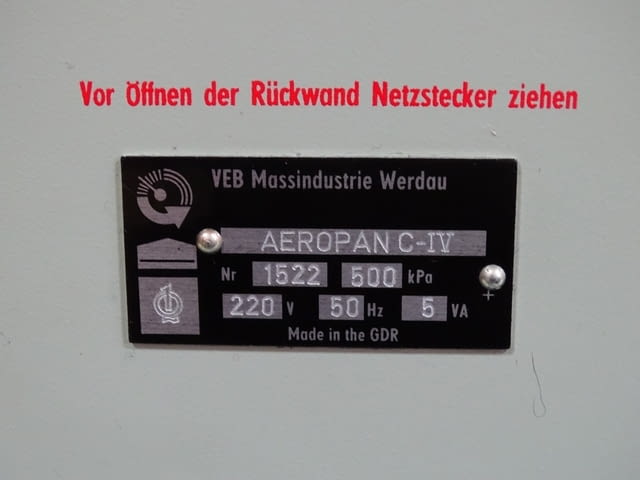 Vor Öffnen der Rückwand Netzstecker ziehen
VEB Massindustrie Werdau
AEROPAN C-IV
Nr 1522 500 kPa
220 V 50 Hz 5 VA
Made in the GDR